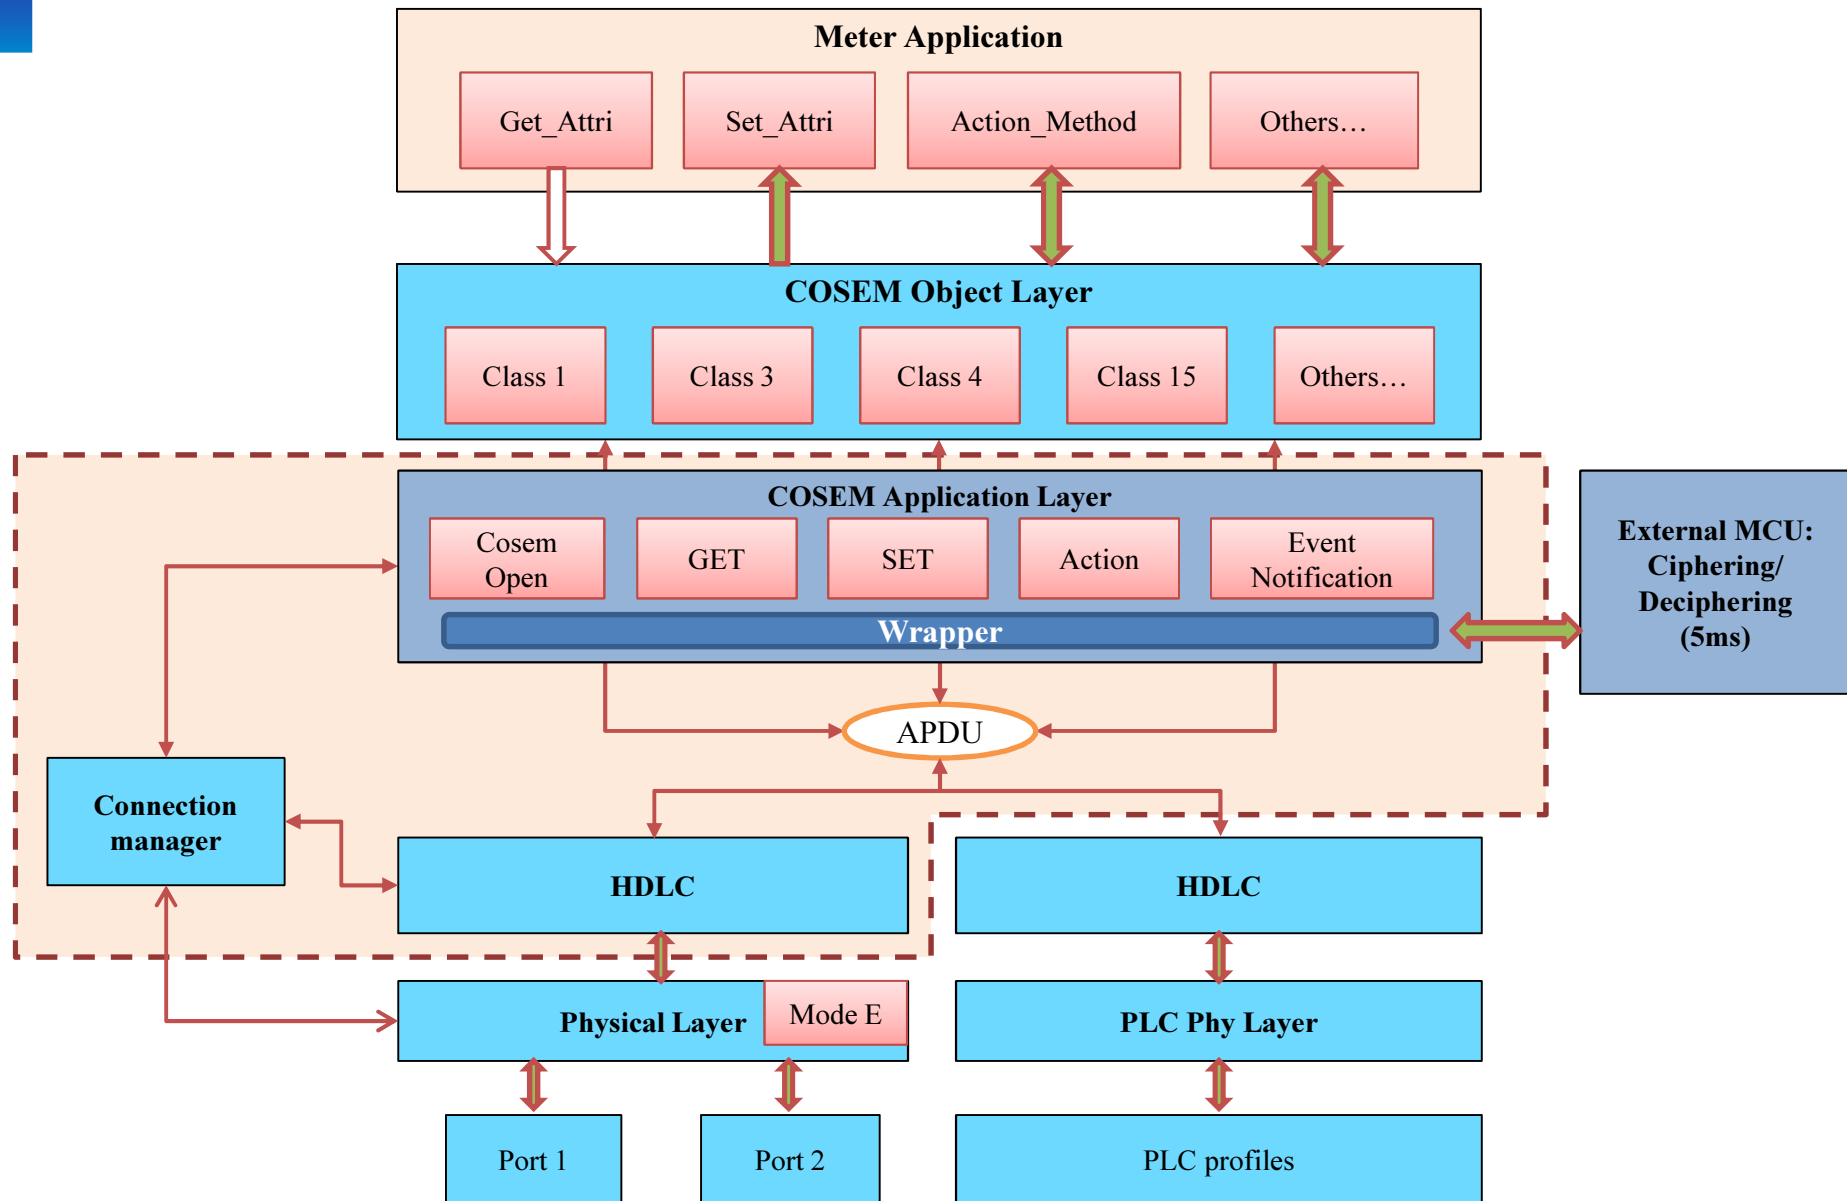 Meter Application
Get_Attri
Set_Attri
Action_Method
Others…
COSEM Object Layer
Class 1
Class 3
Class 4
Class 15
Others…
COSEM Application Layer
Cosem
Open
GET
SET
Action
Event
Notification
Wrapper
External MCU:
Ciphering/
Deciphering
(5ms)
APDU
Connection
manager
HDLC
HDLC
Physical Layer
Mode E
PLC Phy Layer
Port 1
Port 2
PLC profiles